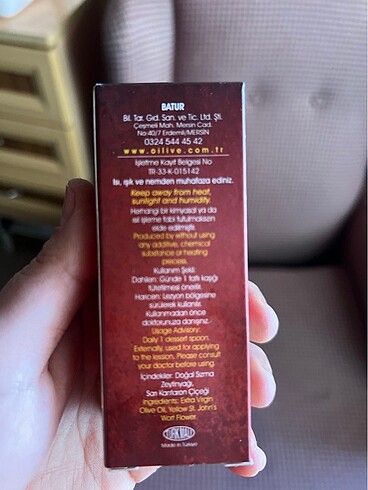 BATUR
Bil. Tar. Gıd. San. ve Tic. Ltd. Şti.
Çeşmeli Mah. Mersin Cad.
No:40/7 Erdemli/MERSİN
0324 544 45 42
www.oilive.com.tr
İşletme Kayıt Belgesi No
TR-33-K-015142
Isı, ışık ve nemden muhafaza ediniz.
Keep away from heat,
sunlight and humidity.
Herhangi bir kimyasal ya da
ısıl işleme tabi tutulmaksızın
elde edilmiştir.
Produced by without using
any additive, chemical
substance or heating
process.
Kullanım Şekli:
Dahilen: Günde 1 tatlı kaşığı
tüketilmesi önerilir.
Haricen: Lezyon bölgesine
sürülerek kullanılır.
Kullanmadan önce
doktorunuza danışınız.
Usage Advisory:
Daily 1 dessert spoon.
Externally, used for applying
to the lession. Please consult
your doctor before using.
İçindekiler: Doğal Sızma
Zeytinyağı,
Sarı Kantaron Çiçeği
Ingredients: Extra Virgin
Olive Oil, Yellow St. John's
Wort Flower.
TÜRK MALI
Made in Türkiye